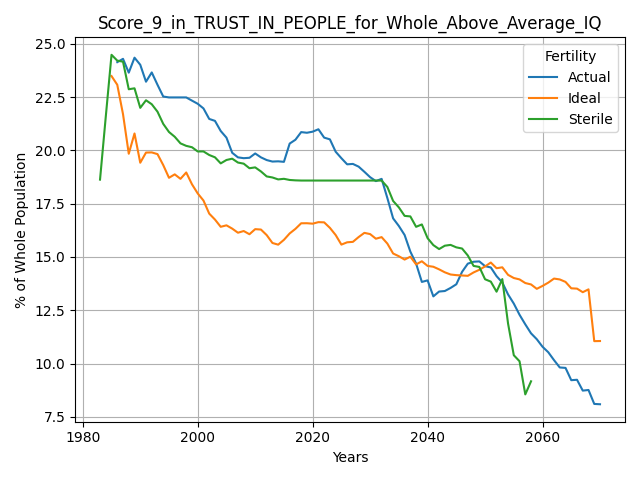 Score_9_in_TRUST_IN_PEOPLE_for_Whole_Above_Average_IQ
Fertility
Actual
Ideal
Sterile
% of Whole Population
25.0
22.5
20.0
17.5
15.0
12.5
10.0
7.5
1980
2000
2020
2040
2060
Years